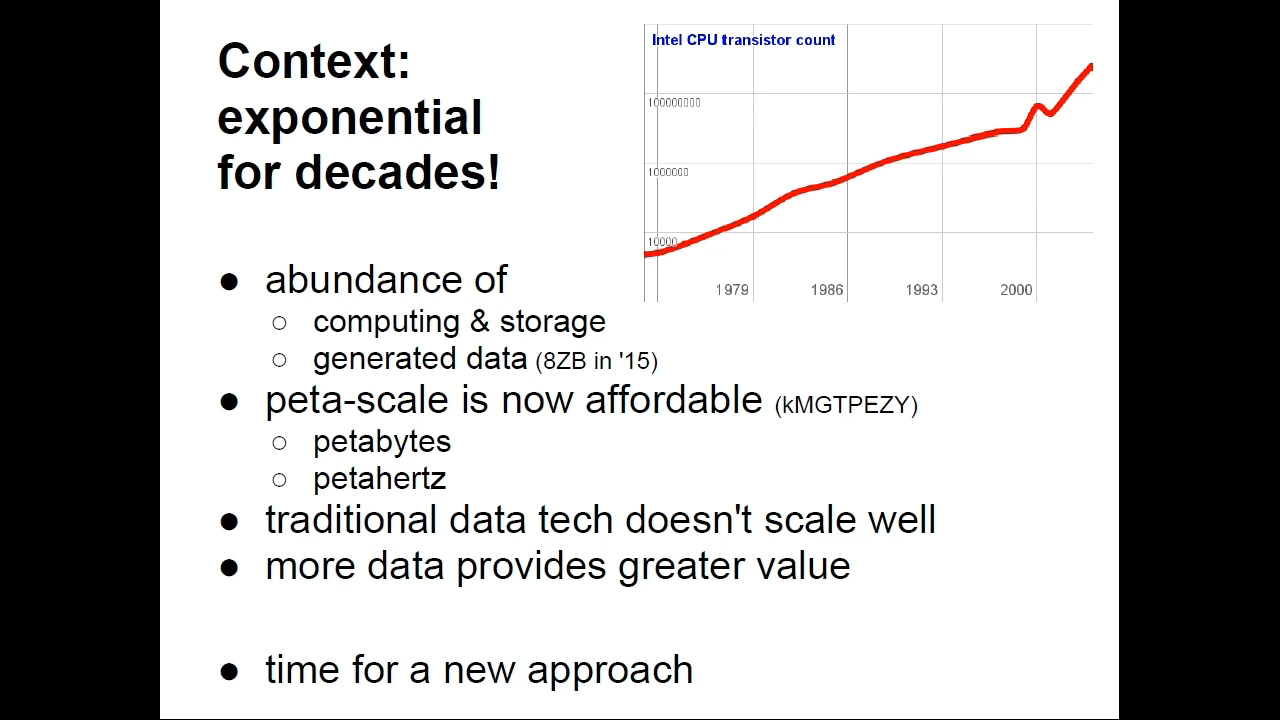 Context:
exponential
for decades!
Intel CPU transistor count
100000000
1000000
10000
1979
1986
1993
2000
● abundance of
○ computing & storage
○ generated data (8ZB in '15)
● peta-scale is now affordable (kMGTPEZY)
○ petabytes
○ petahertz
● traditional data tech doesn't scale well
● more data provides greater value
● time for a new approach